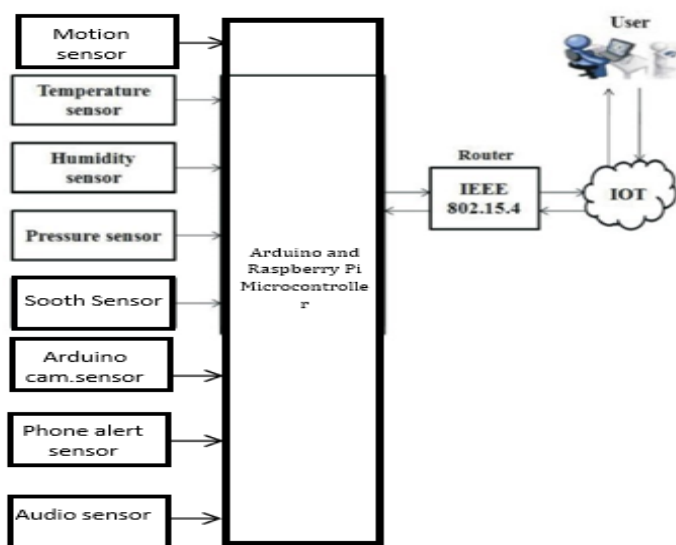 Motion
sensor
Temperature
sensor
Humidity
sensor
Pressure sensor
Sooth Sensor
Arduino
cam.sensor
Phone alert
sensor
Audio sensor
Arduino and
Raspberry Pi
Microcontrolle
r
Router
IEEE
802.15.4
User
IOT